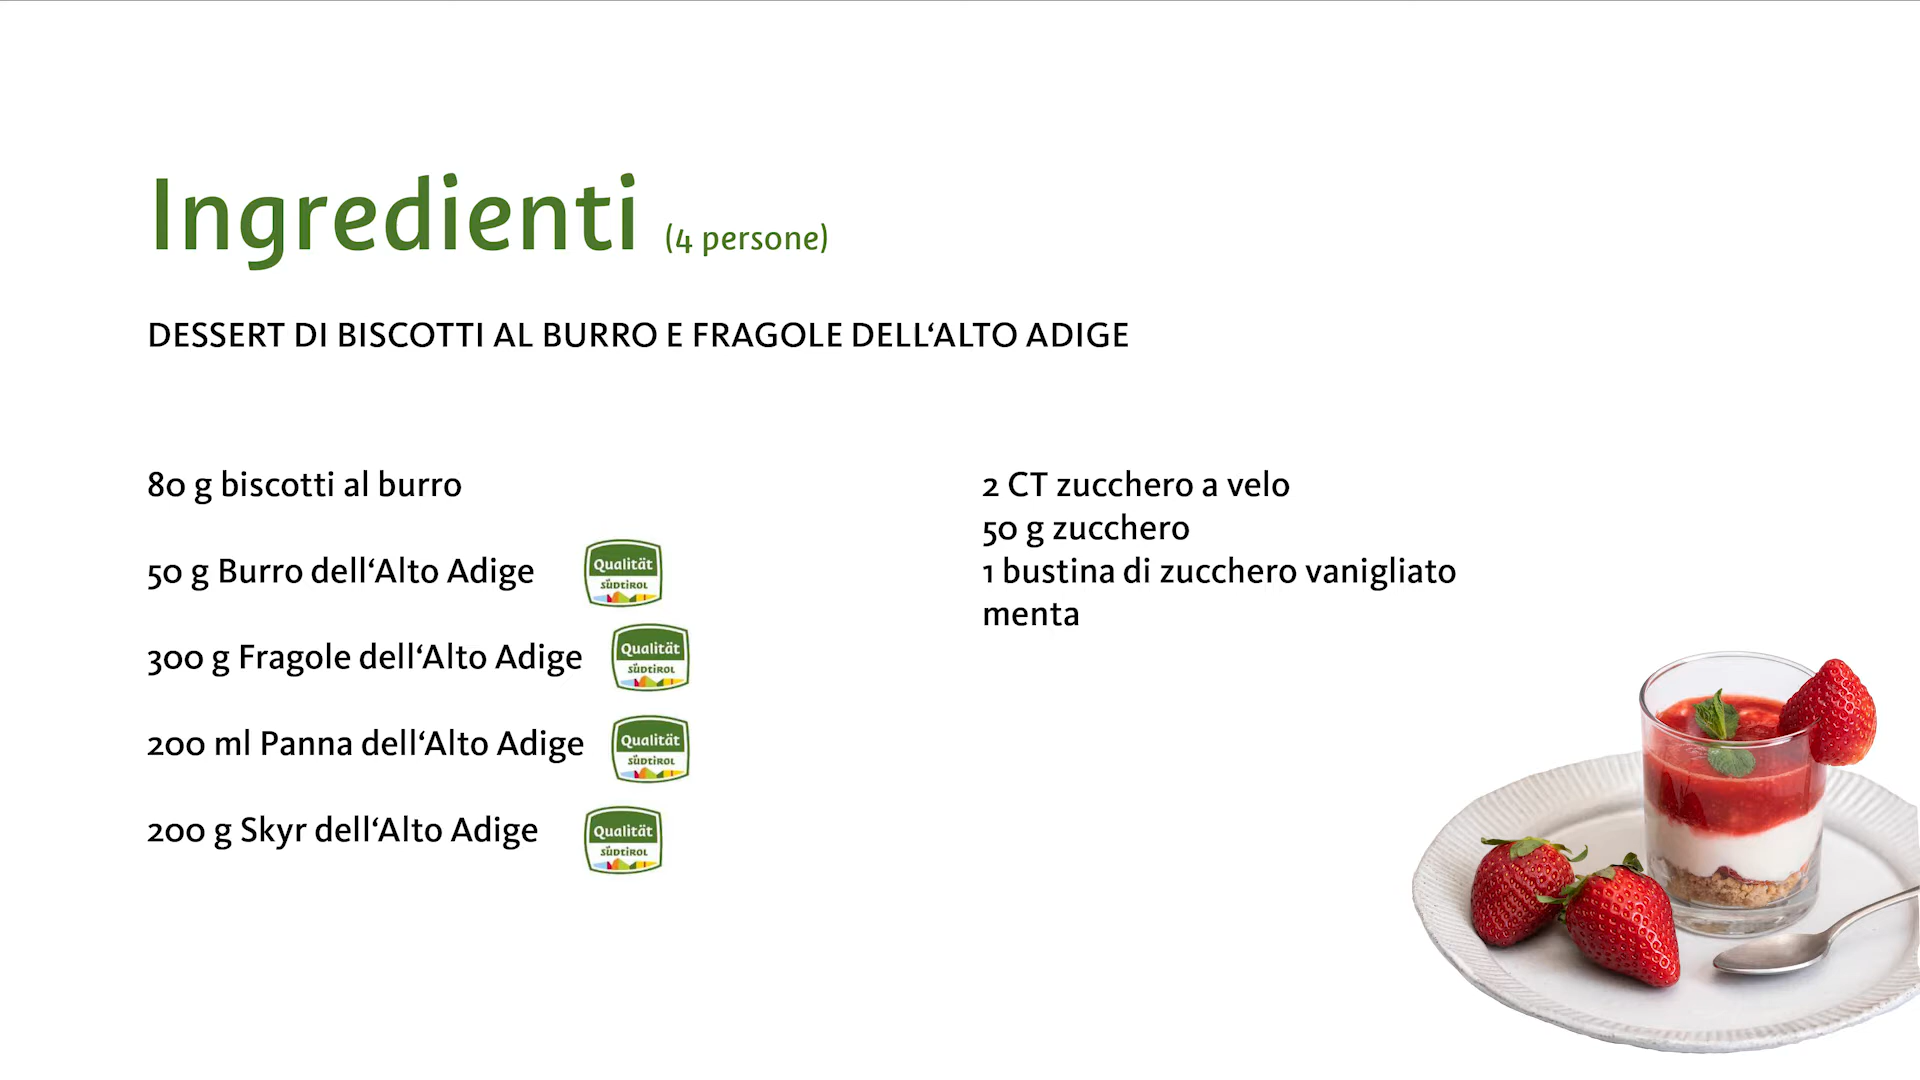 Ingredienti (4 persone)
DESSERT DI BISCOTTI AL BURRO E FRAGOLE DELL‘ALTO ADIGE
80 g biscotti al burro
50 g Burro dell‘Alto Adige
Qualität
SÜDTIROL
300 g Fragole dell‘Alto Adige
Qualität
SÜDTIROL
200 ml Panna dell‘Alto Adige
Qualität
SÜDTIROL
200 g Skyr dell‘Alto Adige
Qualität
SÜDTIROL
2 CT zucchero a velo
50 g zucchero
1 bustina di zucchero vanigliato
menta